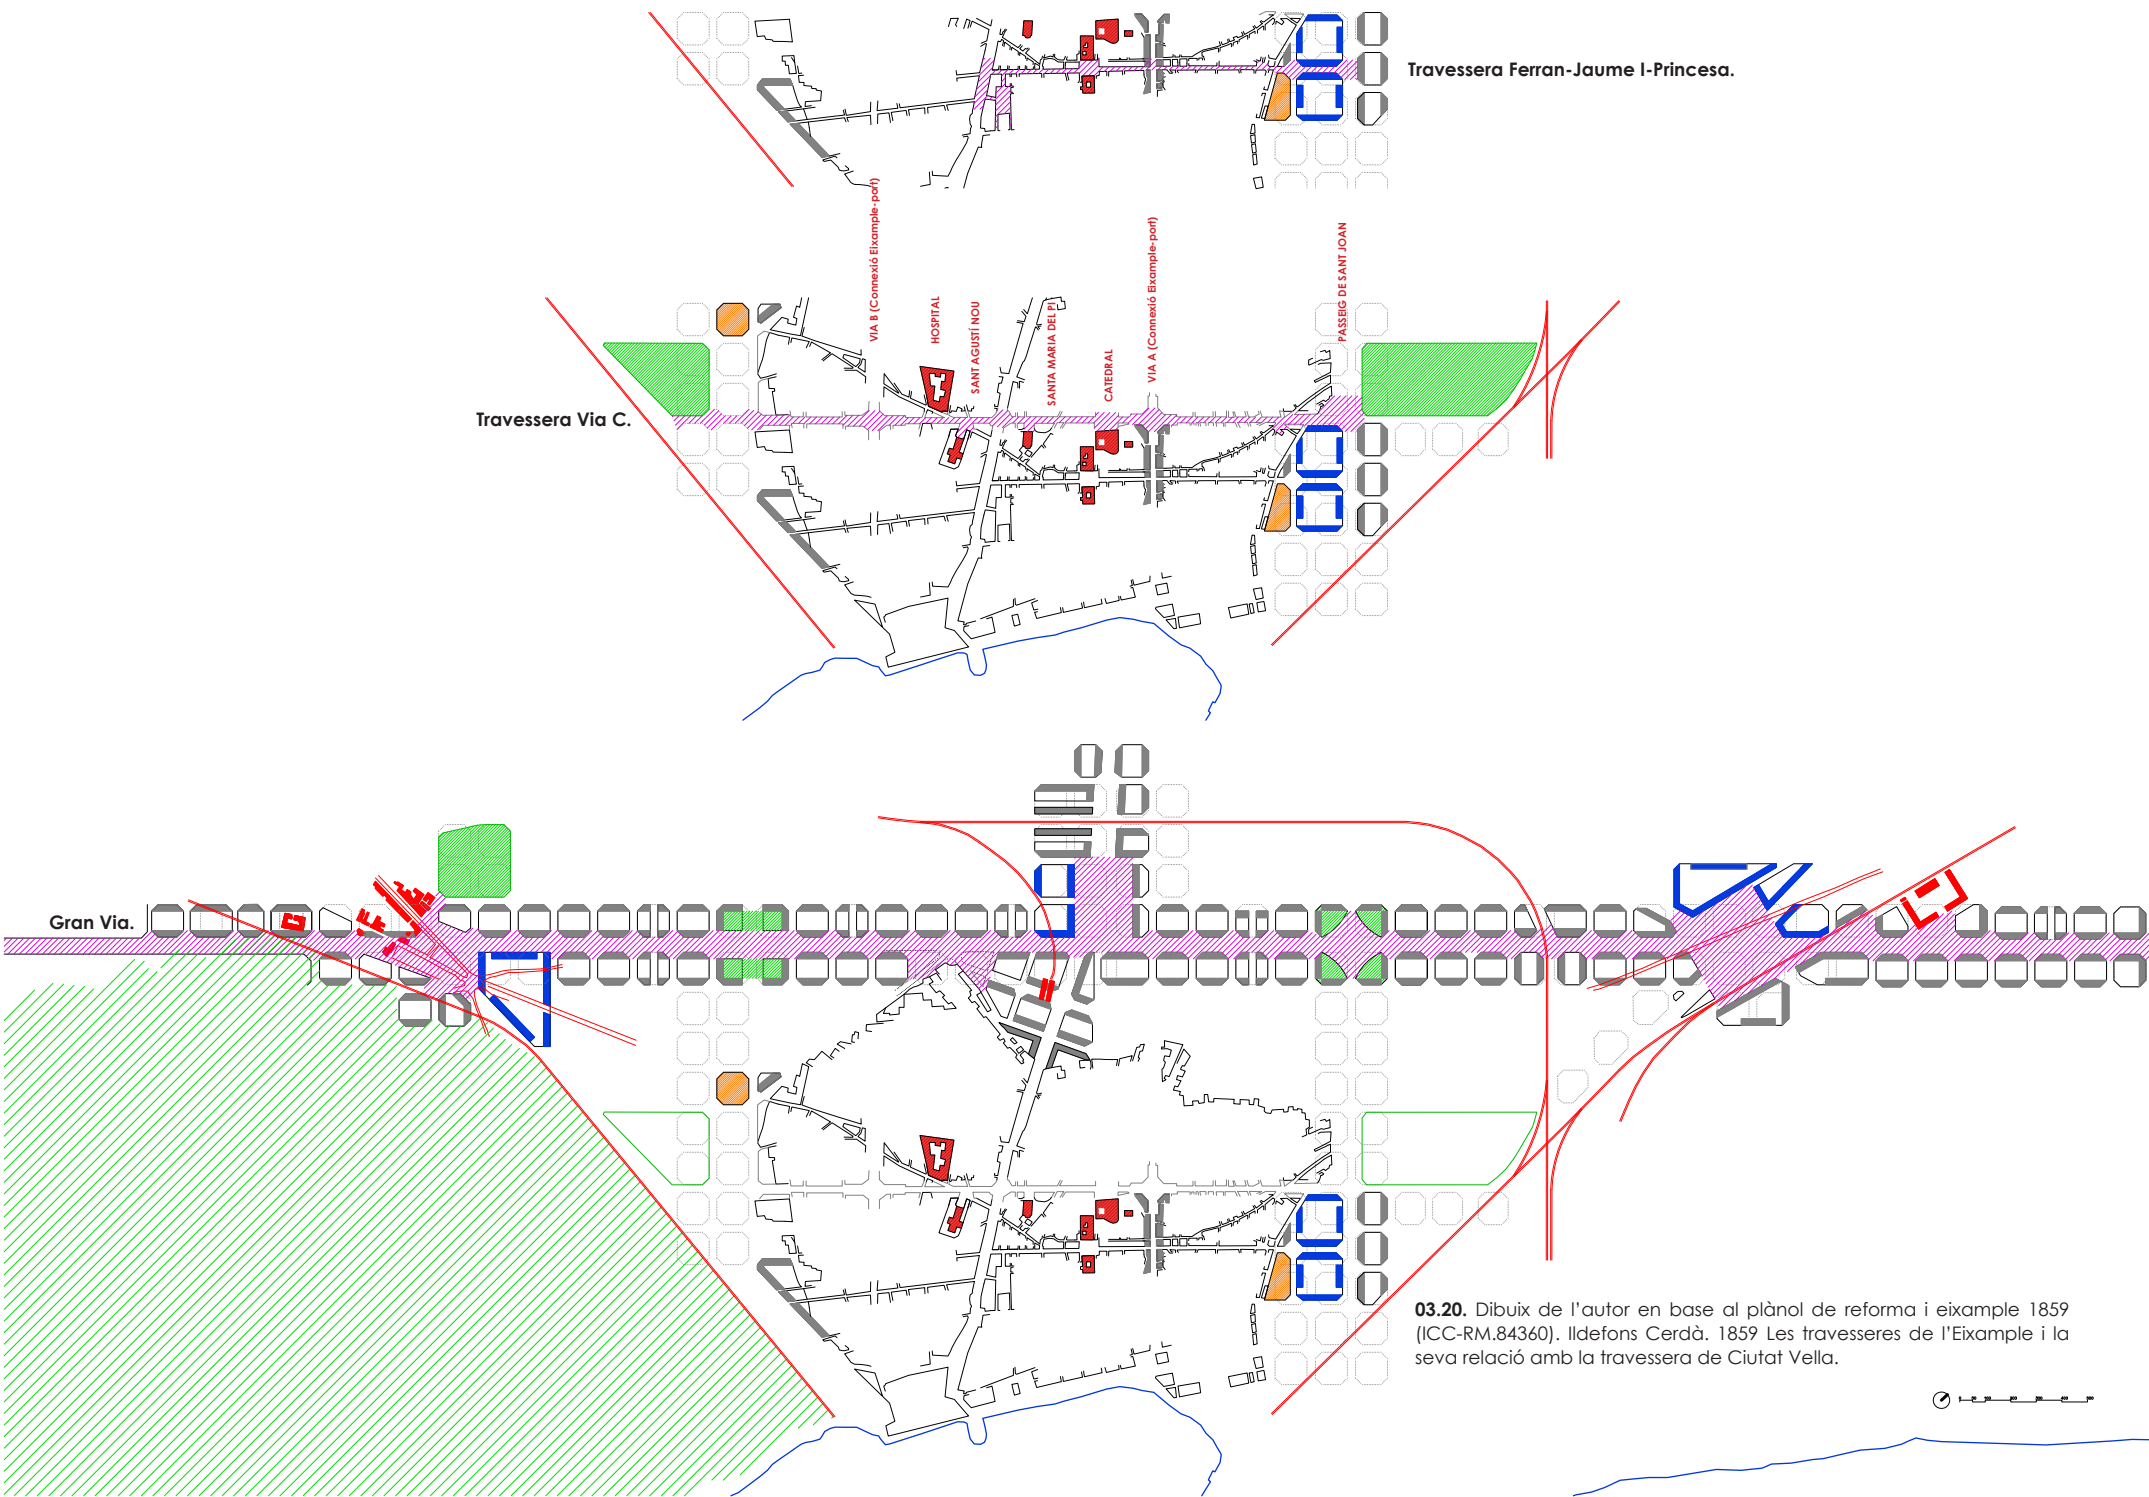 Travessera Ferran-Jaume I-Princesa.
VIA B (Connexió Eixample-port)
HOSPITAL
SANT AGUSTÍ NOU
SANTA MARIA DEL PI
CATEDRAL
VIA A (Connexió Eixample-port)
PASSEIG DE SANT JOAN
Travessera Via C.
Gran Via.
03.20. Dibuix de l'autor en base al plànol de reforma i eixample 1859
(ICC-RM.84360). Ildefons Cerdà. 1859 Les travesseres de l'Eixample i la
seva relació amb la travessera de Ciutat Vella.